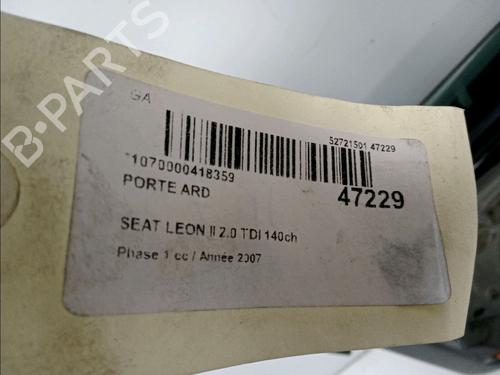 B-PARTS
GA
52721501 47229
*1070000418359
PORTE ARD
47229
SEAT LEON II 2.0 TDI 140ch
Phase 1 cc / Année 2007